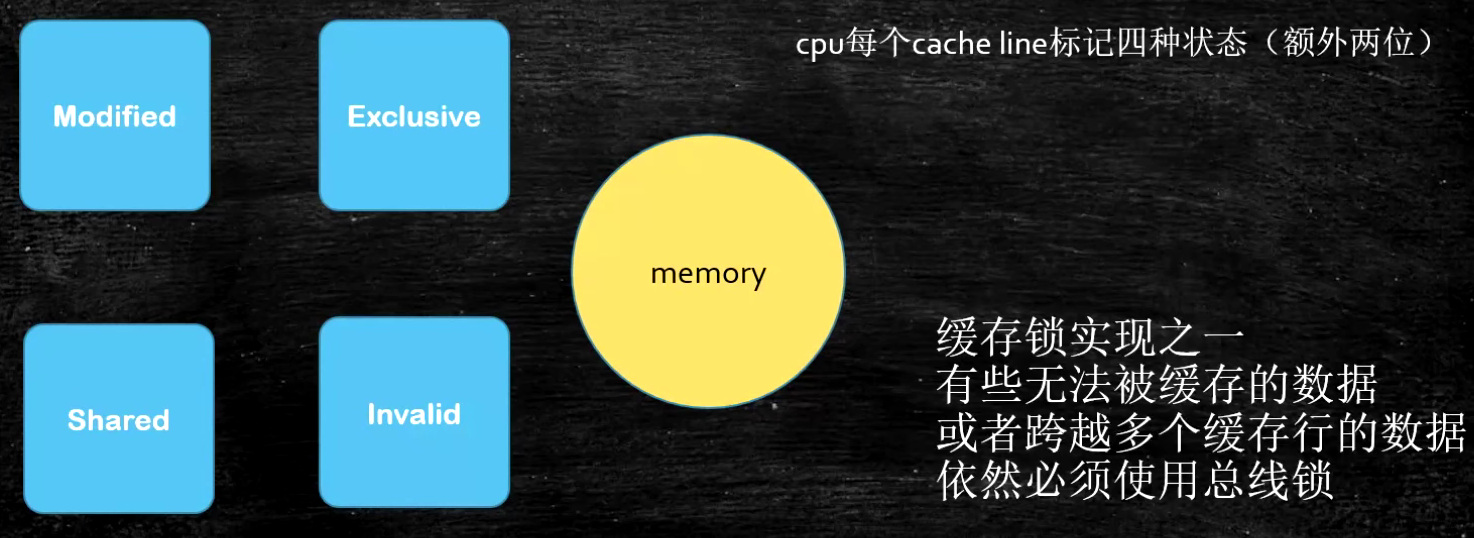 cpu每个cache line标记四种状态（额外两位）
Modified
Exclusive
memory
Shared
Invalid
缓存锁实现之一
有些无法被缓存的数据
或者跨越多个缓存行的数据
依然必须使用总线锁